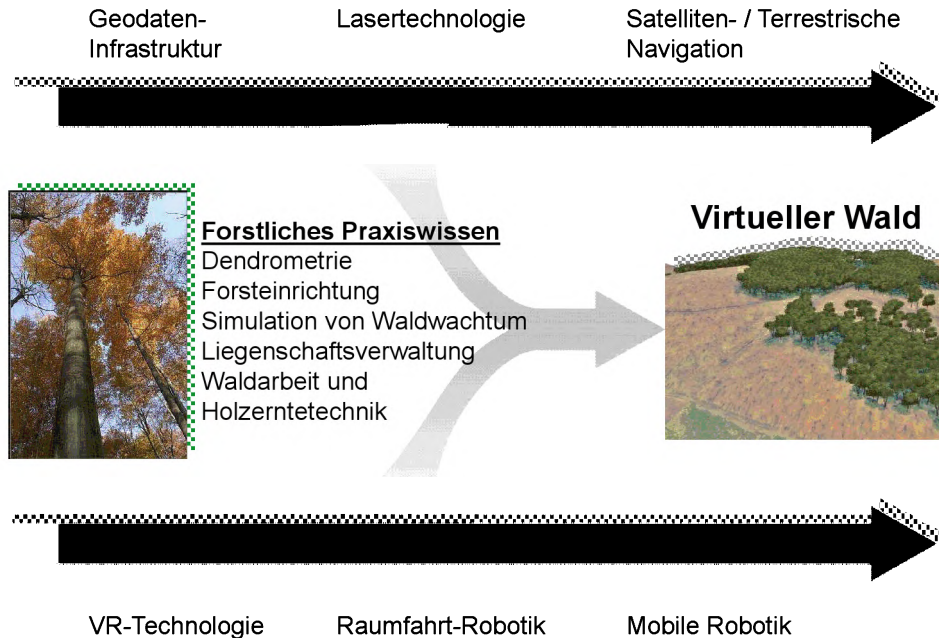 Geodaten-
Infrastruktur
Lasertechnologie
Satelliten- / Terrestrische
Navigation
Forstliches Praxiswissen
Dendrometrie
Forsteinrichtung
Simulation von Waldwachtum
Liegenschaftsverwaltung
Waldarbeit und
Holzerntetechnik
Virtueller Wald
VR-Technologie
Raumfahrt-Robotik
Mobile Robotik